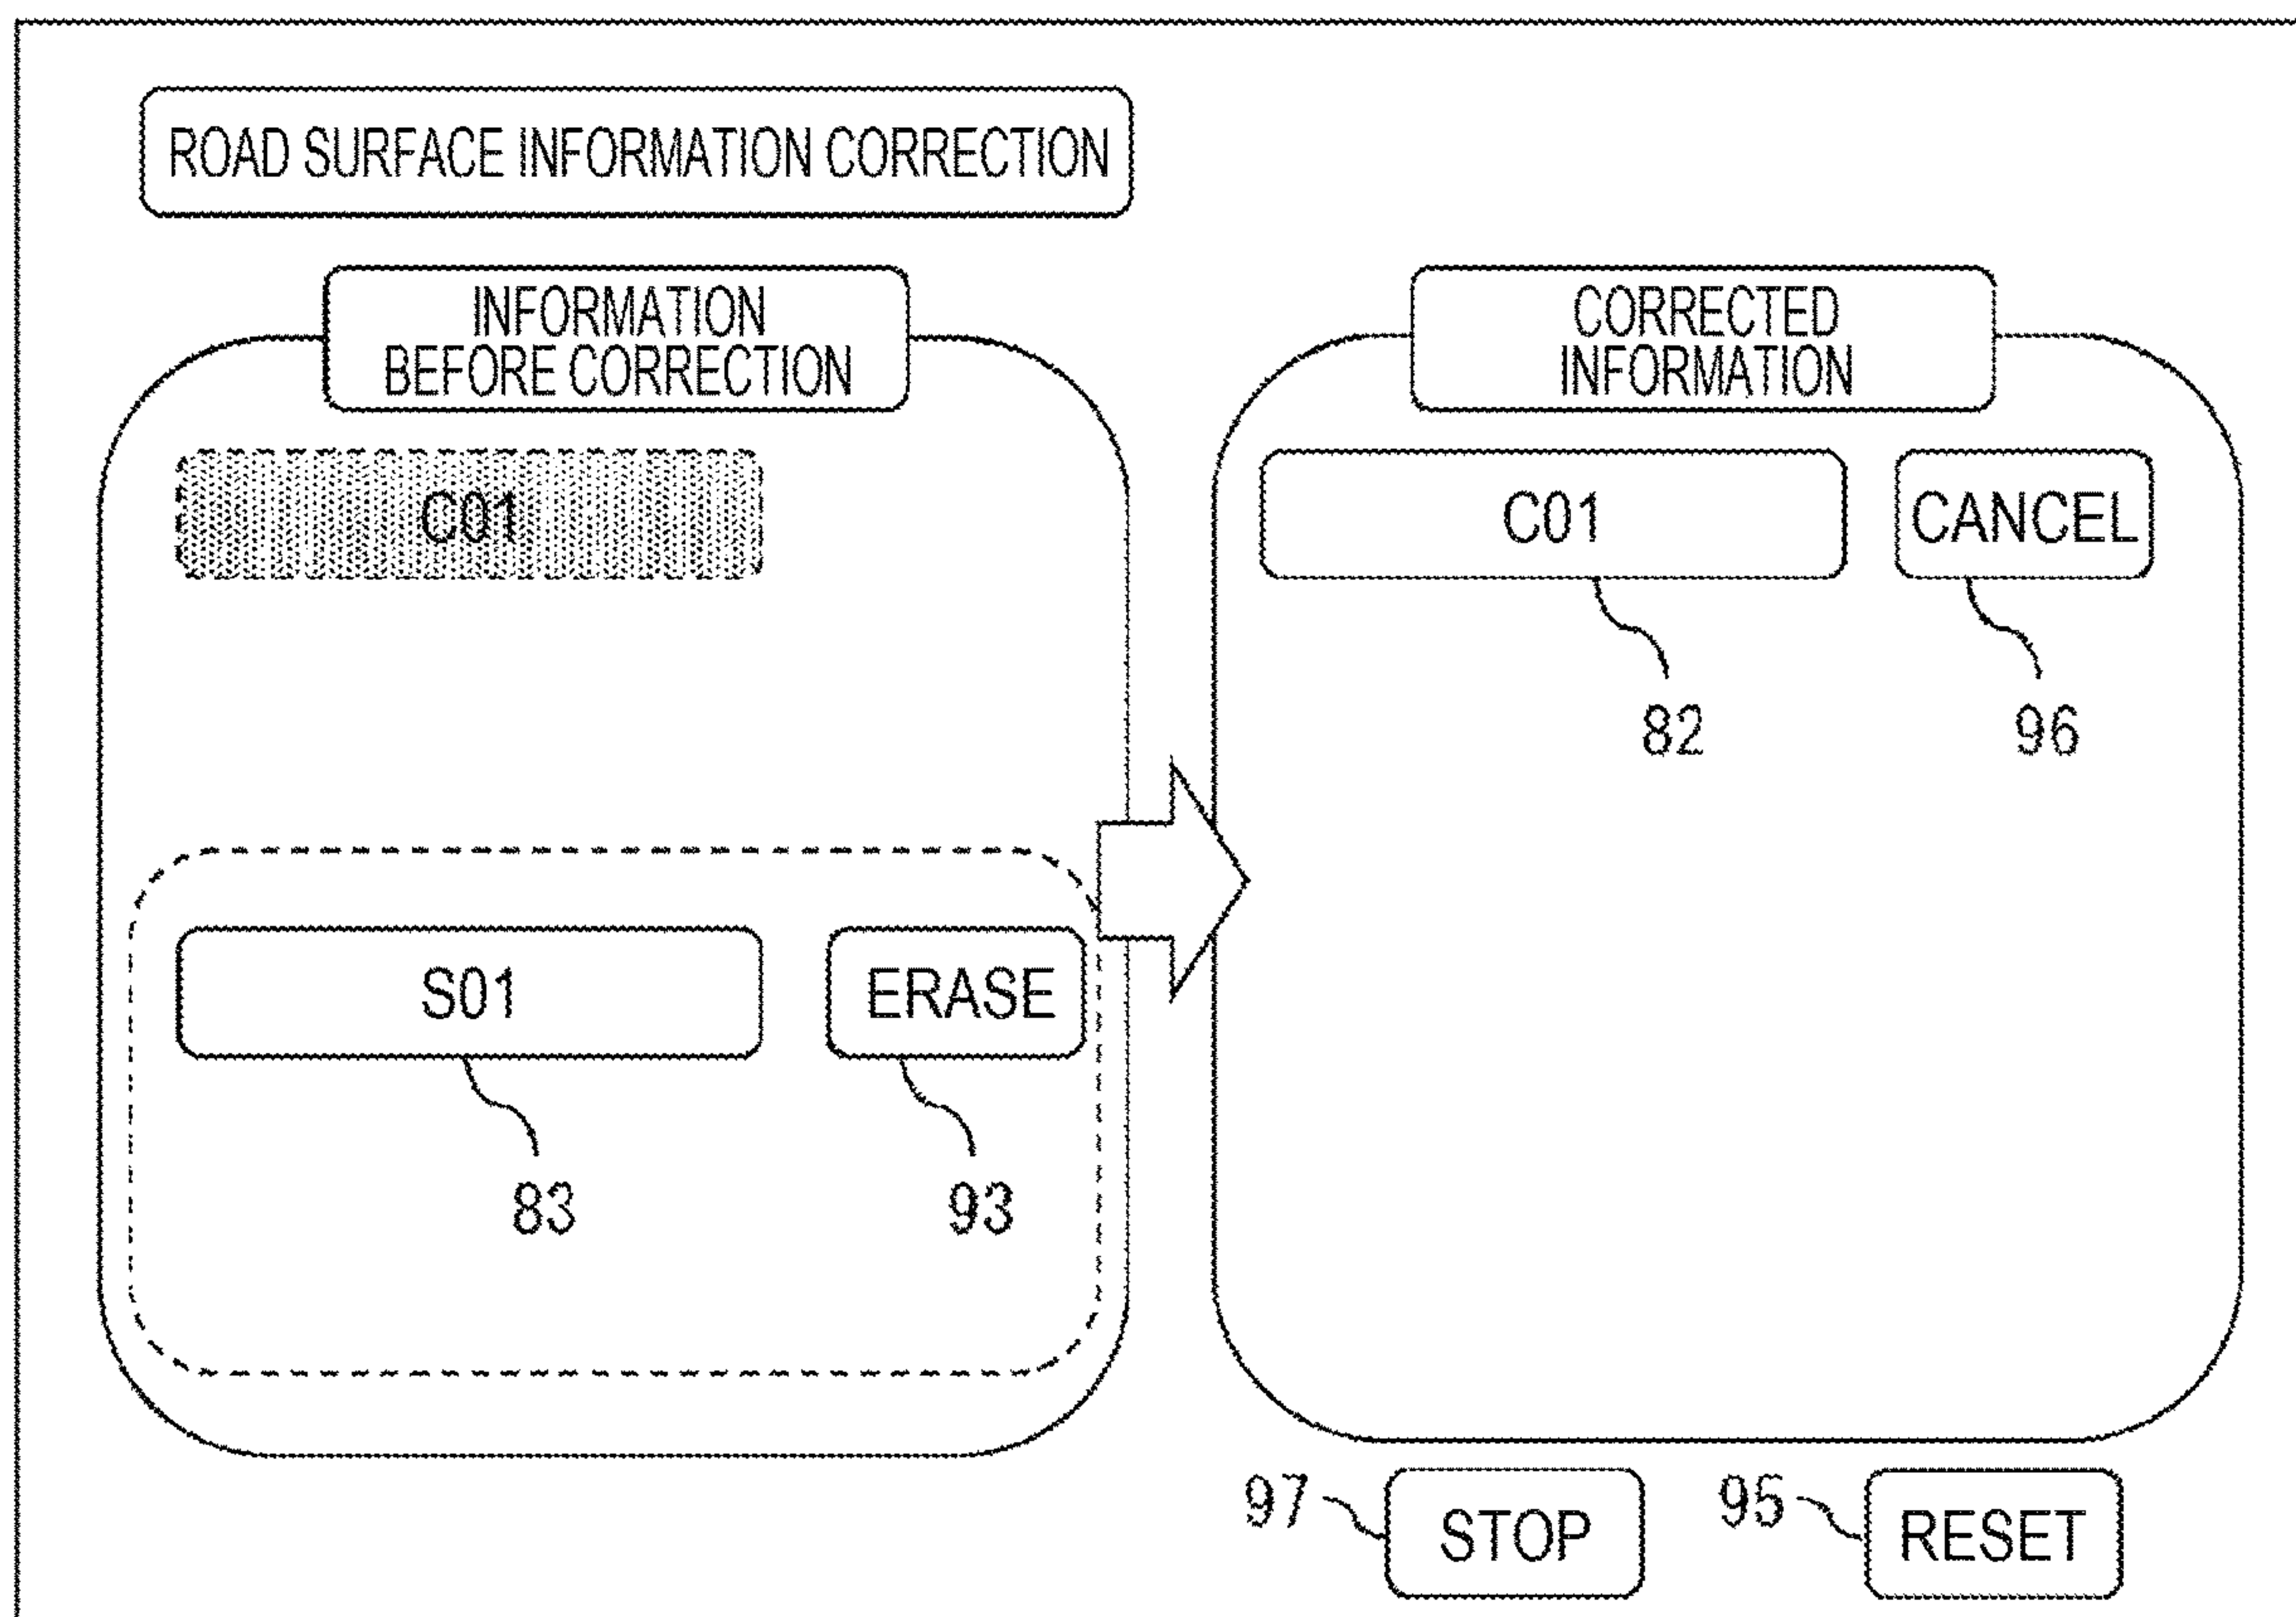 ROAD SURFACE INFORMATION CORRECTION
INFORMATION
BEFORE CORRECTION
C01
S01
ERASE
83
93
CORRECTED
INFORMATION
C01
CANCEL
82
96
97
STOP
95
RESET